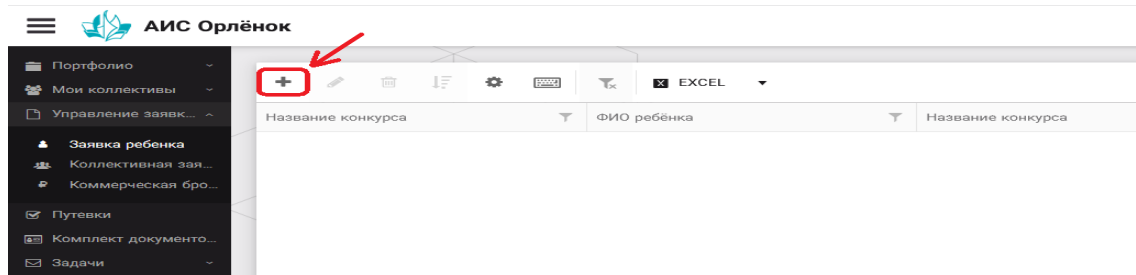 АИС Орлёнок
Портфолио
Мои коллективы
Управление заявк...
Заявка ребенка
Коллективная зая...
Коммерческая бро...
Путевки
Комплект документо...
Задачи
EXCEL
Название конкурса ФИО ребёнка Название конкурса